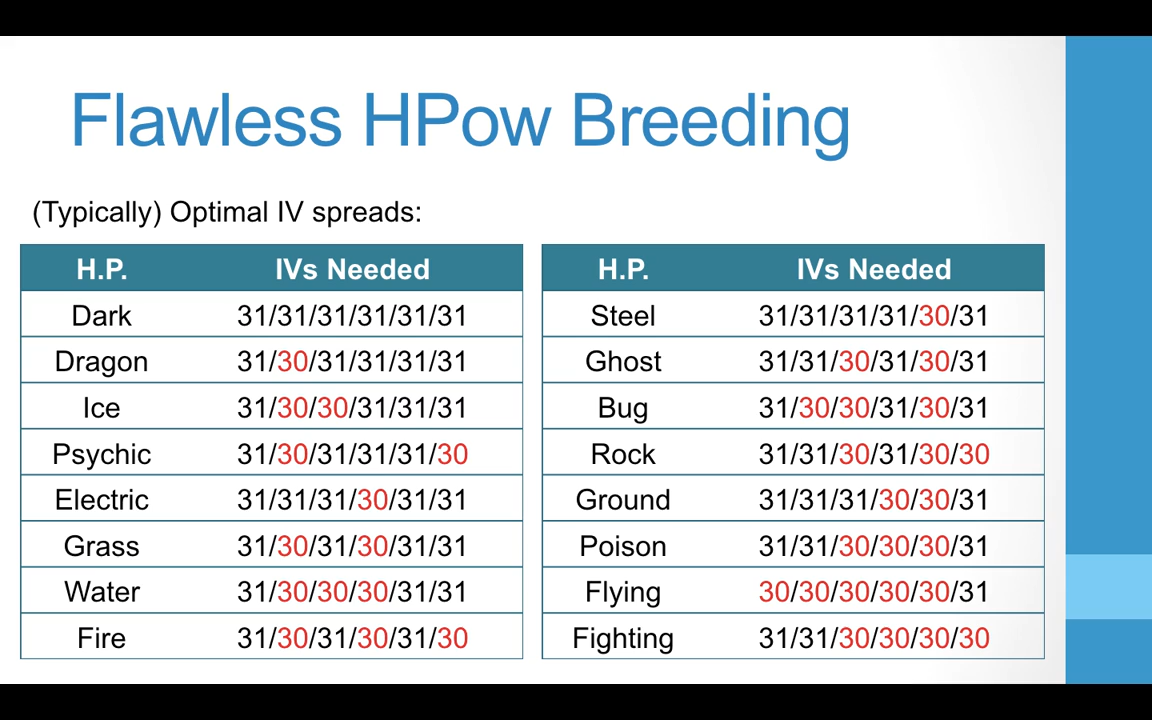 Flawless HPow Breeding
(Typically) Optimal IV spreads:
H.P. IVs Needed
Dark 31/31/31/31/31/31
Dragon 31/30/31/31/31/31
Ice 31/30/30/31/31/31
Psychic 31/30/31/31/31/30
Electric 31/31/31/30/31/31
Grass 31/30/31/30/31/31
Water 31/30/30/30/31/31
Fire 31/30/31/30/31/30
H.P. IVs Needed
Steel 31/31/31/31/30/31
Ghost 31/31/30/31/30/31
Bug 31/30/30/31/30/31
Rock 31/31/30/31/30/30
Ground 31/31/31/30/30/31
Poison 31/31/30/30/30/31
Flying 30/30/30/30/30/31
Fighting 31/31/30/30/30/30